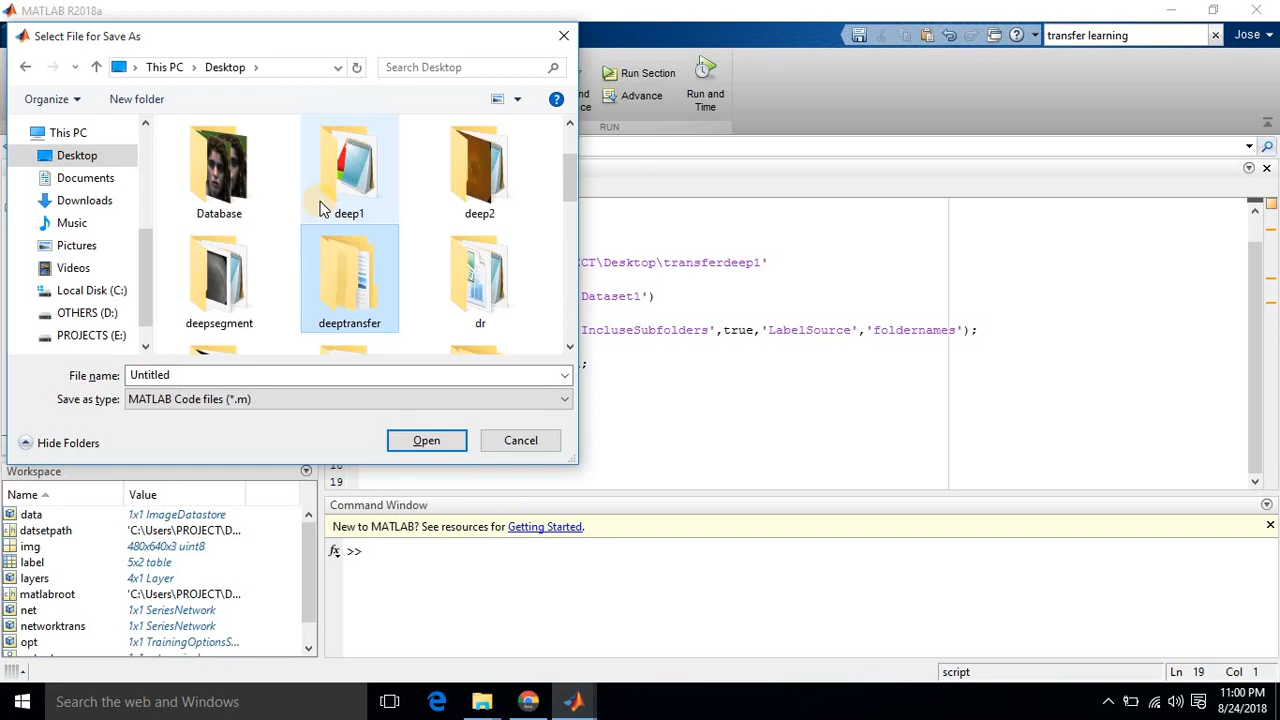 MATLAB R2018a
Select File for Save As
transfer learning
Jose
This PC
Desktop
Search Desktop
Run Section
Advance
Run and
Time
RUN
Organize
New folder
This PC
Desktop
Documents
Downloads
Music
Pictures
Videos
Local Disk (C:)
OTHERS (D:)
PROJECTS (E:)
Database
deep1
deep2
deepsegment
deeptransfer
dr
File name:
Untitled
Save as type:
MATLAB Code files (*.m)
Hide Folders
Open
Cancel
CT\Desktop\transferdeep1'
Dataset1')
IncluseSubfolders',true,'LabelSource','foldernames');
;
18
19
Workspace
Name
Value
data
1x1 ImageDatastore
datsetpath
'C:\Users\PROJECT\D...
img
480x640x3 uint8
label
5x2 table
layers
4x1 Layer
matlabroot
'C:\Users\PROJECT\D...
net
1x1 SeriesNetwork
networktrans
1x1 SeriesNetwork
opt
1x1 TrainingOptionsS...
Command Window
New to MATLAB? See resources for Getting Started.
fx >>
script
Ln 19 Col 1
Search the web and Windows
11:00 PM
8/24/2018